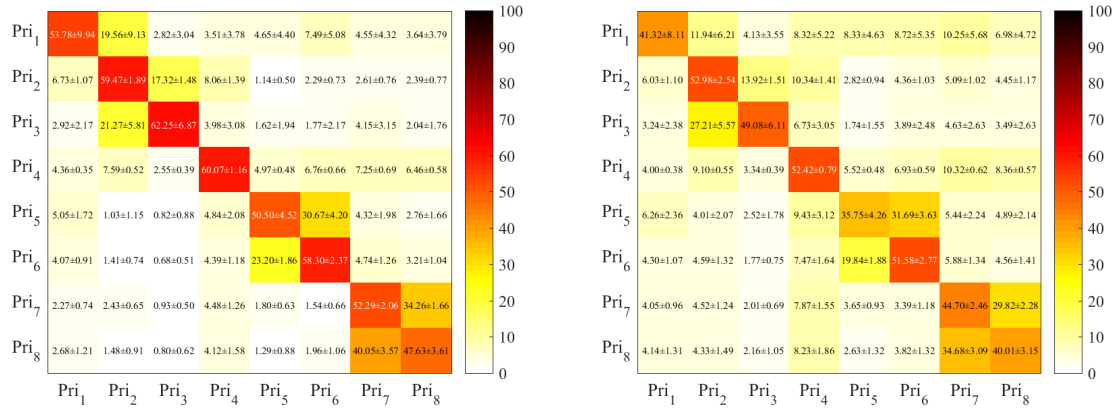 Pri1 53.78±9.94 19.56±9.13 2.82±3.04 3.51±3.78 4.65±4.40 7.49±5.08 4.55±4.32 3.64±3.79
Pri2 6.73±1.07 59.47±1.89 17.32±1.48 8.06±1.39 1.14±0.50 2.29±0.73 2.61±0.76 2.39±0.77
Pri3 2.92±2.17 21.27±5.81 62.25±6.87 3.98±3.08 1.62±1.94 1.77±2.17 4.15±3.15 2.04±1.76
Pri4 4.36±0.35 7.59±0.52 2.55±0.39 60.07±1.16 4.97±0.48 6.76±0.66 7.25±0.69 6.46±0.58
Pri5 5.05±1.72 1.03±1.15 0.82±0.88 4.84±2.08 50.50±4.52 30.67±4.20 4.32±1.98 2.76±1.66
Pri6 4.07±0.91 1.41±0.74 0.68±0.51 4.39±1.18 23.20±1.86 58.30±2.37 4.74±1.26 3.21±1.04
Pri7 2.27±0.74 2.43±0.65 0.93±0.50 4.48±1.26 1.80±0.63 1.54±0.66 52.29±2.06 34.26±1.66
Pri8 2.68±1.21 1.48±0.91 0.80±0.62 4.12±1.58 1.29±0.88 1.96±1.06 40.05±3.57 47.63±3.61
Pri1 Pri2 Pri3 Pri4 Pri5 Pri6 Pri7 Pri8
100
90
80
70
60
50
40
30
20
10
0
Pri1 41.32±8.11 11.94±6.21 4.13±3.55 8.32±5.22 8.33±4.63 8.72±5.35 10.25±5.68 6.98±4.72
Pri2 6.03±1.10 52.98±2.54 13.92±1.51 10.34±1.41 2.82±0.94 4.36±1.03 5.09±1.02 4.45±1.17
Pri3 3.24±2.38 27.21±5.57 49.08±6.11 6.73±3.05 1.74±1.55 3.89±2.48 4.63±2.63 3.49±2.63
Pri4 4.00±0.38 9.10±0.55 3.34±0.39 52.42±0.79 5.52±0.48 6.93±0.59 10.32±0.62 8.36±0.57
Pri5 6.26±2.36 4.01±2.07 2.52±1.78 9.43±3.12 35.75±4.26 31.69±3.63 5.44±2.24 4.89±2.14
Pri6 4.30±1.07 4.59±1.32 1.77±0.75 7.47±1.64 19.84±1.88 51.58±2.77 5.88±1.34 4.56±1.41
Pri7 4.05±0.96 4.52±1.24 2.01±0.69 7.87±1.55 3.65±0.93 3.39±1.18 44.70±2.46 29.82±2.28
Pri8 4.14±1.31 4.33±1.49 2.16±1.05 8.23±1.86 2.63±1.32 3.82±1.32 34.68±3.09 40.01±3.15
Pri1 Pri2 Pri3 Pri4 Pri5 Pri6 Pri7 Pri8
100
90
80
70
60
50
40
30
20
10
0